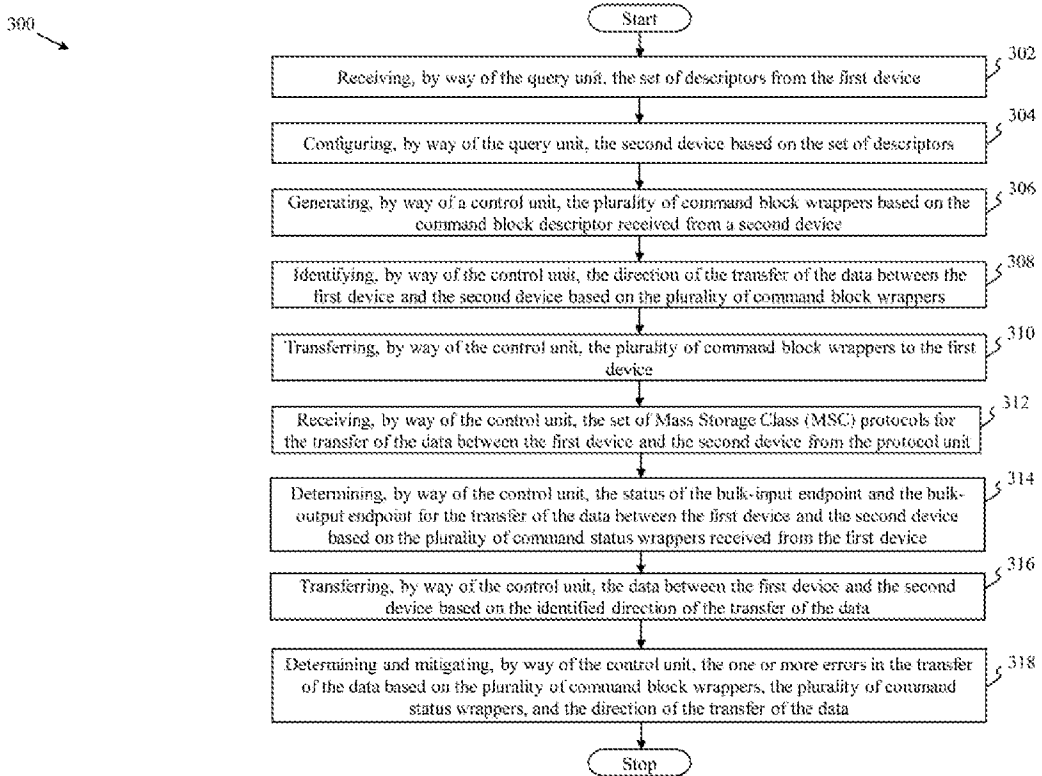 300
Start
302
Receiving, by way of the query unit, the set of descriptors from the first device
304
Configuring, by way of the query unit, the second device based on the set of descriptors
306
Generating, by way of a control unit, the plurality of command block wrappers based on the
command block descriptor received from a second device
308
Identifying, by way of the control unit, the direction of the transfer of the data between the
first device and the second device based on the plurality of command block wrappers
310
Transferring, by way of the control unit, the plurality of command block wrappers to the first
device
312
Receiving, by way of the control unit, the set of Mass Storage Class (MSC) protocols for
the transfer of the data between the first device and the second device from the protocol unit
314
Determining, by way of the control unit, the status of the bulk-input endpoint and the bulk-
output endpoint for the transfer of the data between the first device and the second device
based on the plurality of command status wrappers received from the first device
316
Transferring, by way of the control unit, the data between the first device and the second
device based on the identified direction of the transfer of the data
318
Determining and mitigating, by way of the control unit, the one or more errors in the transfer
of the data based on the plurality of command block wrappers, the plurality of command
status wrappers, and the direction of the transfer of the data
Stop